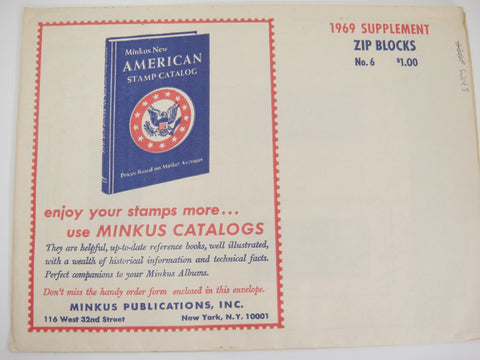 1969 SUPPLEMENT
ZIP BLOCKS
No. 6 $1.00
Minkus New
AMERICAN
STAMP CATALOG
Prices Based on Market Averages
enjoy your stamps more...
use MINKUS CATALOGS
They are helpful, up-to-date reference books, well illustrated,
with a wealth of historical information and technical facts.
Perfect companions to your Minkus Albums.
Don't miss the handy order form enclosed in this envelope.
MINKUS PUBLICATIONS, INC.
116 West 32nd Street New York, N.Y. 10001